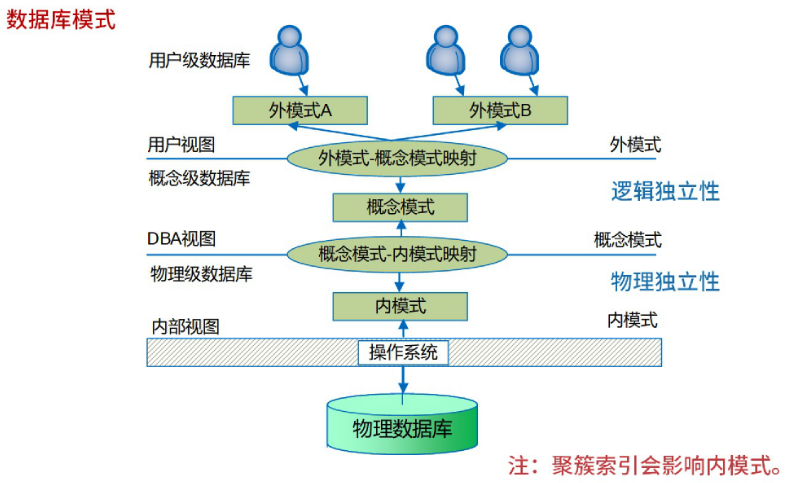 数据库模式
用户级数据库
外模式A
外模式B
用户视图
外模式-概念模式映射
外模式
概念级数据库
逻辑独立性
概念模式
DBA视图
概念模式-内模式映射
概念模式
物理级数据库
物理独立性
内模式
内部视图
内模式
操作系统
物理数据库
注：聚簇索引会影响内模式。